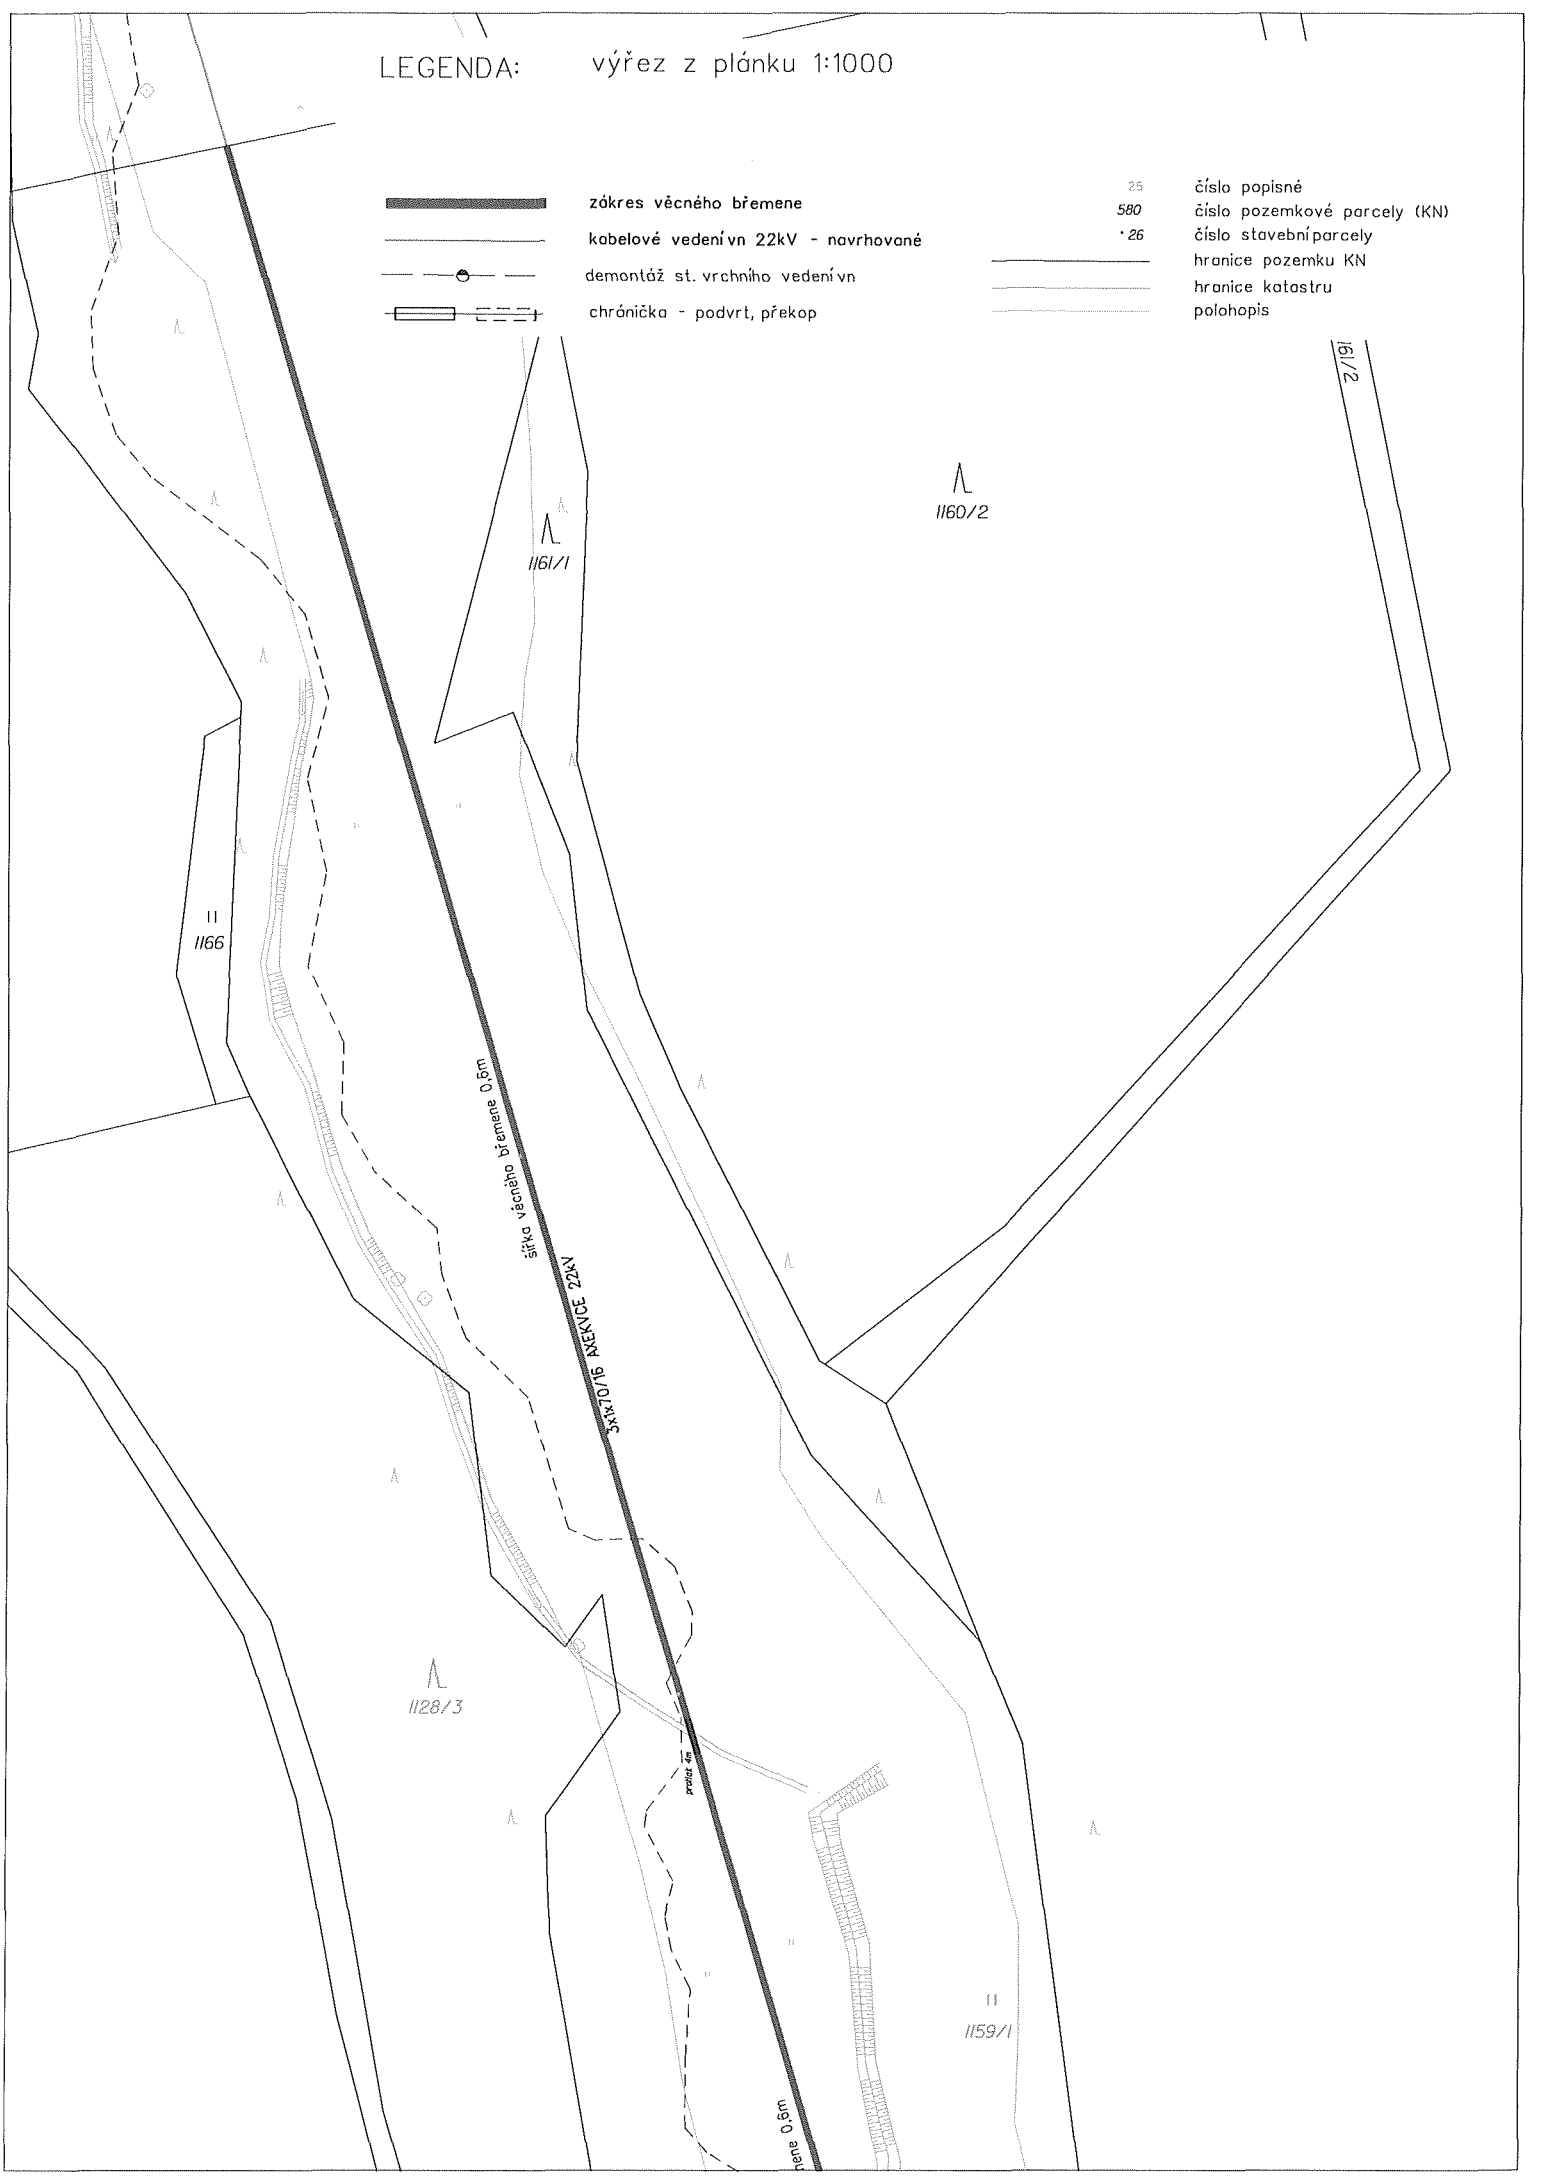 LEGENDA: výřez z plánku 1:1000
zákres věcného břemene
kabelové vedení vn 22kV - navrhované
demontáž st. vrchního vedení vn
chránička - podvrt, překop
25 číslo popisné
580 číslo pozemkové parcely (KN)
•26 číslo stavební parcely
hranice pozemku KN
hranice katastru
polohopis
161/2
1160/2
1161/1
1166
šířka věcného břemene 0,6m
3x1x70/16 AXEKVCE 22kV
1128/3
protlak 4m
1159/1
mene 0,6m